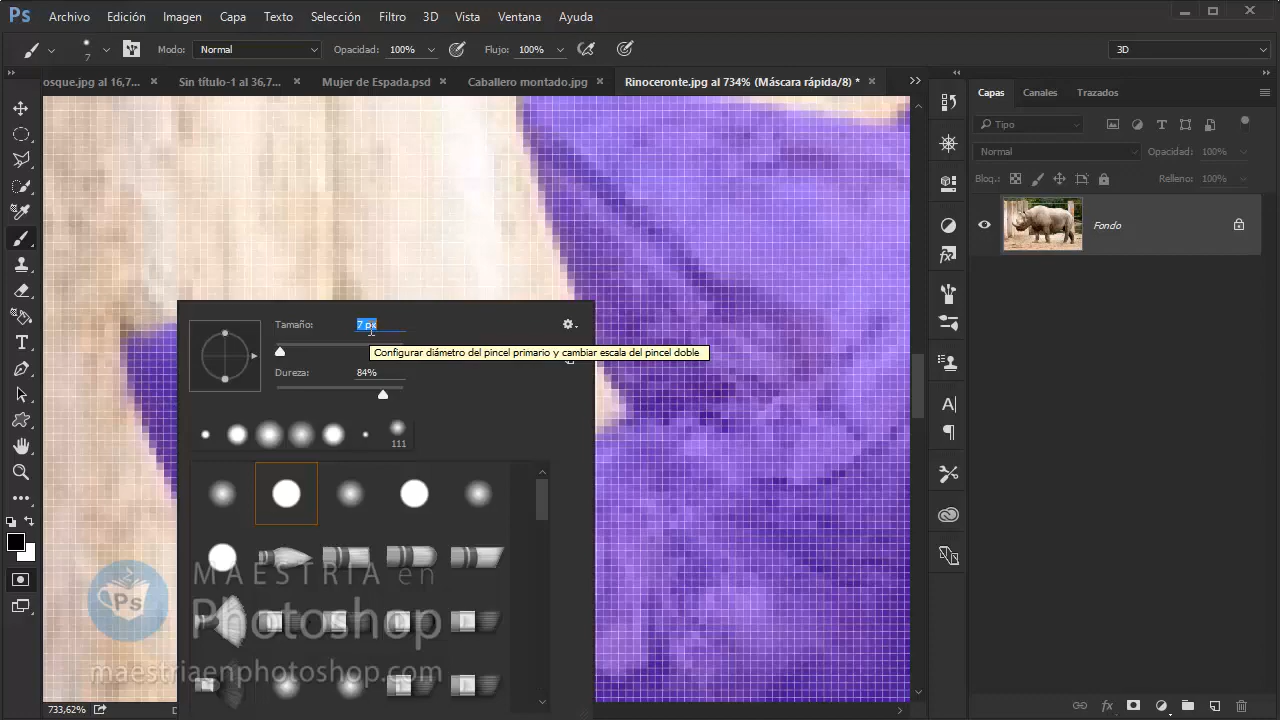 Ps Archivo Edición Imagen Capa Texto Selección Filtro 3D Vista Ventana Ayuda
7 Modo: Normal Opacidad: 100% Flujo: 100% 3D
osque.jpg al 16,7... × Sin título-1 al 36,7... × Mujer de Espada.psd × Caballero montado.jpg × Rinoceronte.jpg al 734% (Máscara rápida/8) * ×
Capas Canales Trazados
Tipo
Normal Opacidad: 100%
Bloq.: Relleno: 100%
Fondo
Tamaño: 7 px
Configurar diámetro del pincel primario y cambiar escala del pincel doble
Dureza: 84%
111
MAESTRIA en
Photoshop
Ps
maestriaenphotoshop.com
733,62%